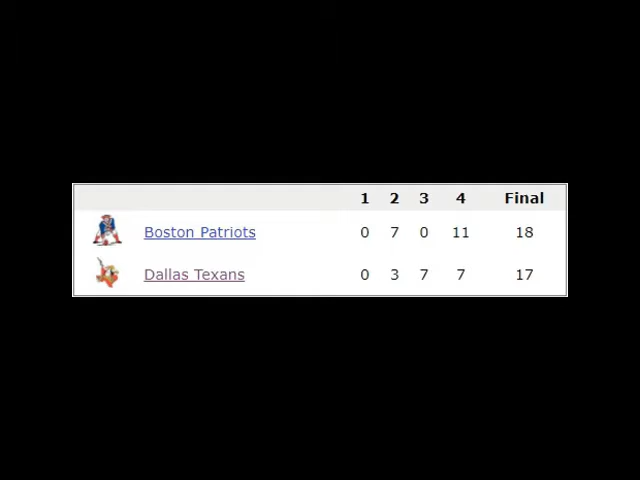 1 2 3 4 Final
Boston Patriots 0 7 0 11 18
Dallas Texans 0 3 7 7 17